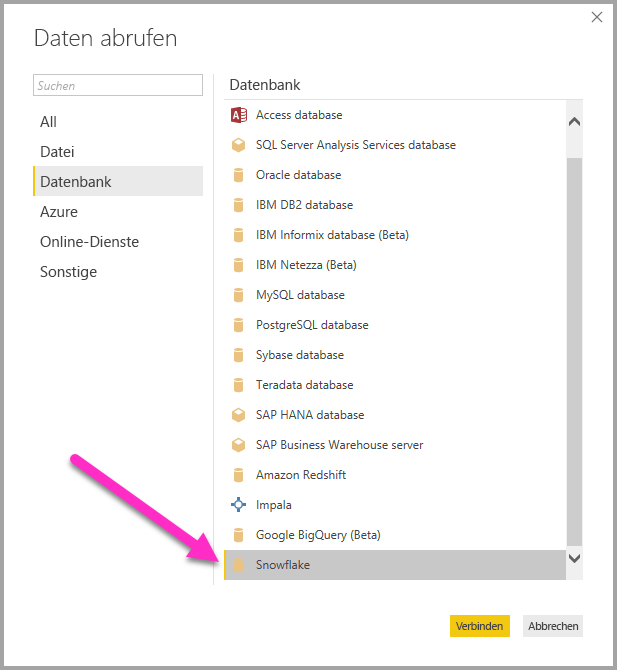 Daten abrufen
Suchen
All
Datei
Datenbank
Azure
Online-Dienste
Sonstige
Datenbank
Access database
SQL Server Analysis Services database
Oracle database
IBM DB2 database
IBM Informix database (Beta)
IBM Netezza (Beta)
MySQL database
PostgreSQL database
Sybase database
Teradata database
SAP HANA database
SAP Business Warehouse server
Amazon Redshift
Impala
Google BigQuery (Beta)
Snowflake
Verbinden
Abbrechen